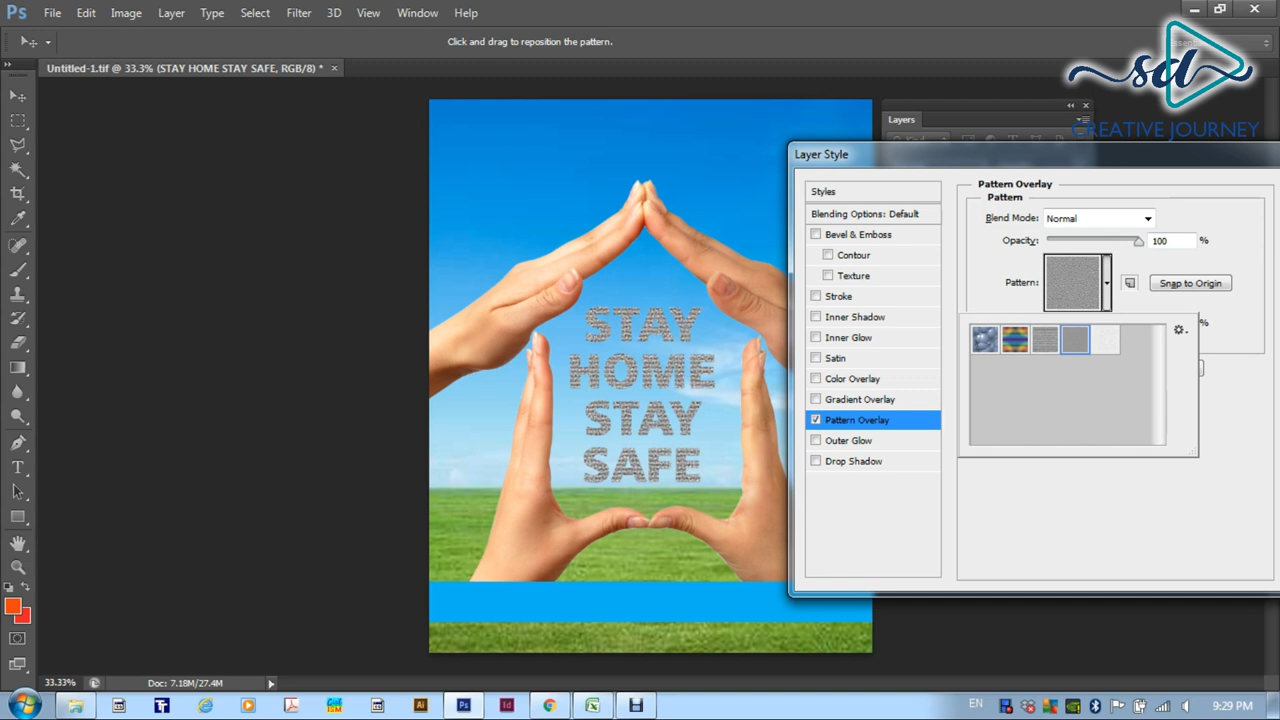 Ps File Edit Image Layer Type Select Filter 3D View Window Help
Click and drag to reposition the pattern.
Untitled-1.tif @ 33.3% (STAY HOME STAY SAFE, RGB/8) * ×
sd
CREATIVE JOURNEY
Layers
Layer Style
Styles
Blending Options: Default
Bevel & Emboss
Contour
Texture
Stroke
Inner Shadow
Inner Glow
Satin
Color Overlay
Gradient Overlay
Pattern Overlay
Outer Glow
Drop Shadow
Pattern Overlay
Pattern
Blend Mode: Normal
Opacity: 100 %
Pattern: Snap to Origin
%
STAY
HOME
STAY
SAFE
33.33% Doc: 7.18M/27.4M
Ai Ps Id EN 9:29 PM